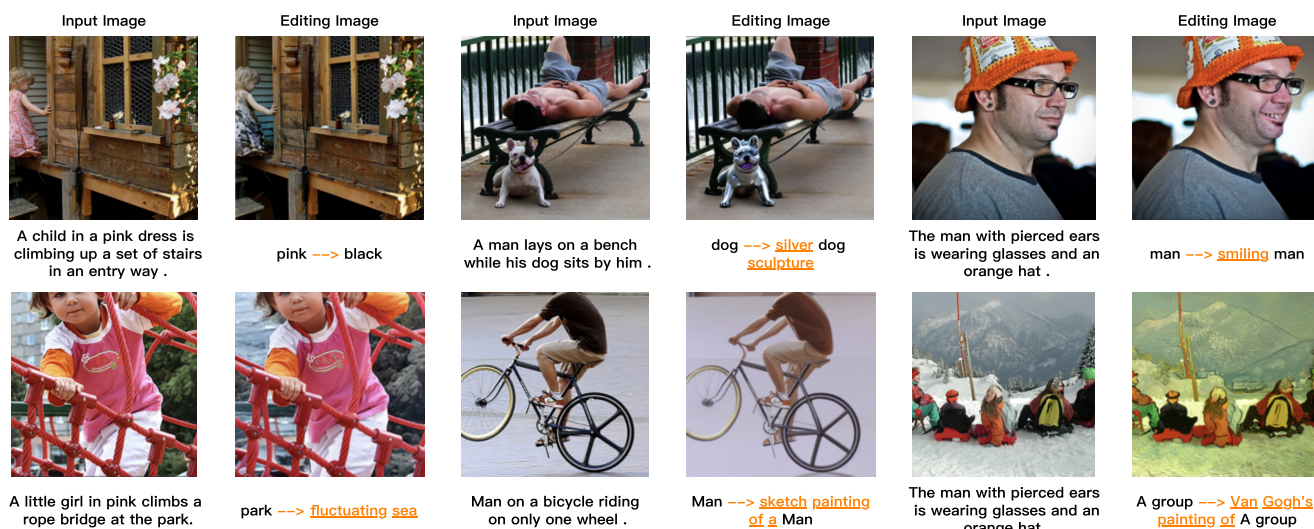 Input Image
Editing Image
Input Image
Editing Image
Input Image
Editing Image
A child in a pink dress is
climbing up a set of stairs
in an entry way .
pink --> black
A man lays on a bench
while his dog sits by him .
dog --> silver dog
sculpture
The man with pierced ears
is wearing glasses and an
orange hat .
man --> smiling man
A little girl in pink climbs a
rope bridge at the park.
park --> fluctuating sea
Man on a bicycle riding
on only one wheel .
Man --> sketch painting
of a Man
The man with pierced ears
is wearing glasses and an
orange hat
A group --> Van Gogh's
painting of A group